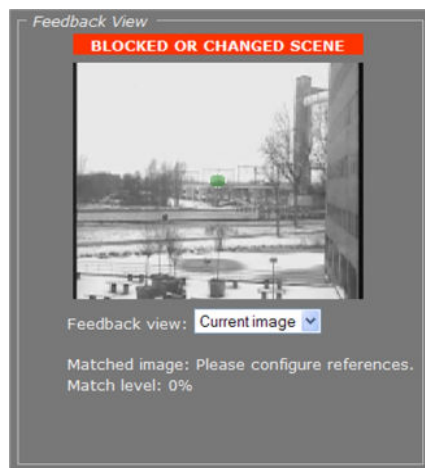 Feedback View
BLOCKED OR CHANGED SCENE
Feedback view: Current image
Matched image: Please configure references.
Match level: 0%